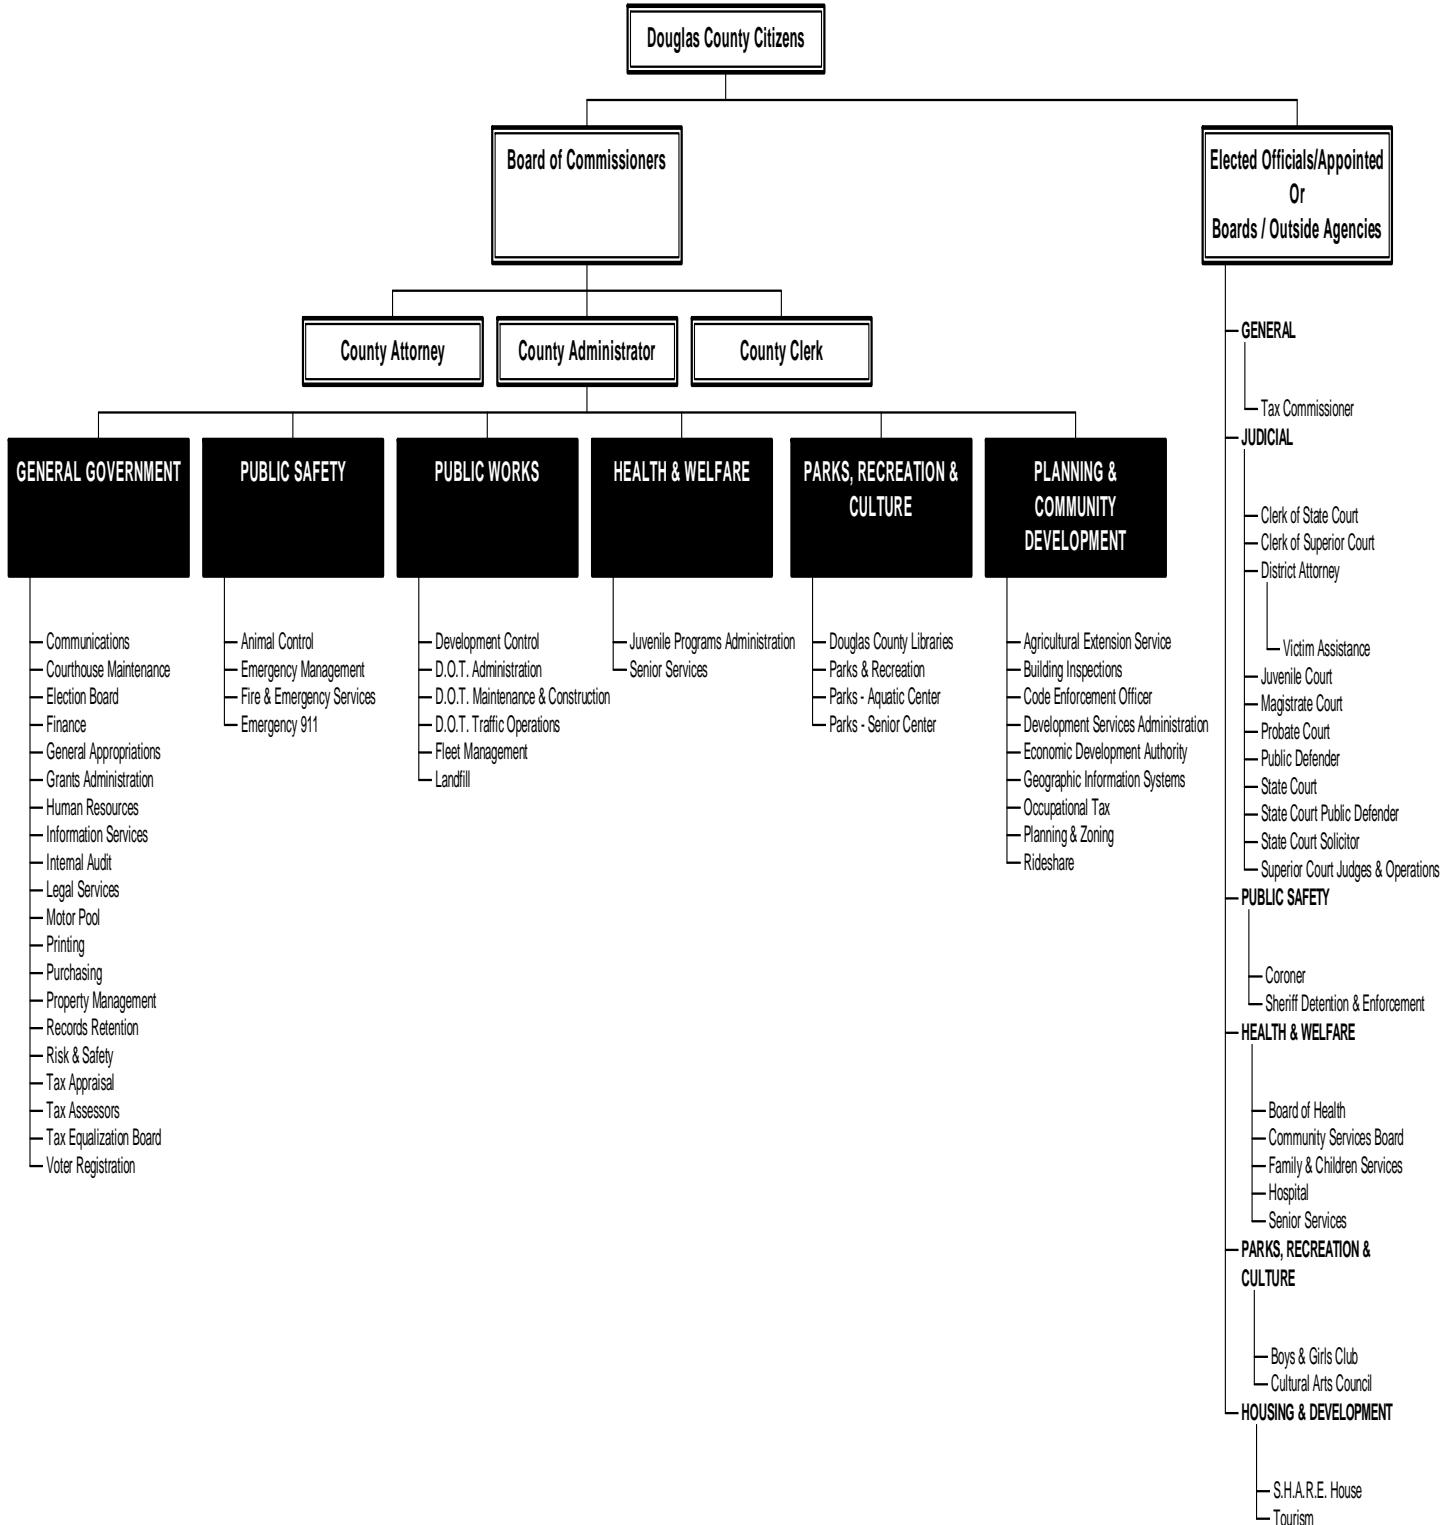 Douglas County Citizens
Board of Commissioners
Elected Officials/Appointed
Or
Boards / Outside Agencies
County Attorney
County Administrator
County Clerk
GENERAL GOVERNMENT
Communications
Courthouse Maintenance
Election Board
Finance
General Appropriations
Grants Administration
Human Resources
Information Services
Internal Audit
Legal Services
Motor Pool
Printing
Purchasing
Property Management
Records Retention
Risk & Safety
Tax Appraisal
Tax Assessors
Tax Equalization Board
Voter Registration
PUBLIC SAFETY
Animal Control
Emergency Management
Fire & Emergency Services
Emergency 911
PUBLIC WORKS
Development Control
D.O.T. Administration
D.O.T. Maintenance & Construction
D.O.T. Traffic Operations
Fleet Management
Landfill
HEALTH & WELFARE
Juvenile Programs Administration
Senior Services
PARKS, RECREATION &
CULTURE
Douglas County Libraries
Parks & Recreation
Parks - Aquatic Center
Parks - Senior Center
PLANNING &
COMMUNITY
DEVELOPMENT
Agricultural Extension Service
Building Inspections
Code Enforcement Officer
Development Services Administration
Economic Development Authority
Geographic Information Systems
Occupational Tax
Planning & Zoning
Rideshare
GENERAL
Tax Commissioner
JUDICIAL
Clerk of State Court
Clerk of Superior Court
District Attorney
Victim Assistance
Juvenile Court
Magistrate Court
Probate Court
Public Defender
State Court
State Court Public Defender
State Court Solicitor
Superior Court Judges & Operations
PUBLIC SAFETY
Coroner
Sheriff Detention & Enforcement
HEALTH & WELFARE
Board of Health
Community Services Board
Family & Children Services
Hospital
Senior Services
PARKS, RECREATION &
CULTURE
Boys & Girls Club
Cultural Arts Council
HOUSING & DEVELOPMENT
S.H.A.R.E. House
Tourism